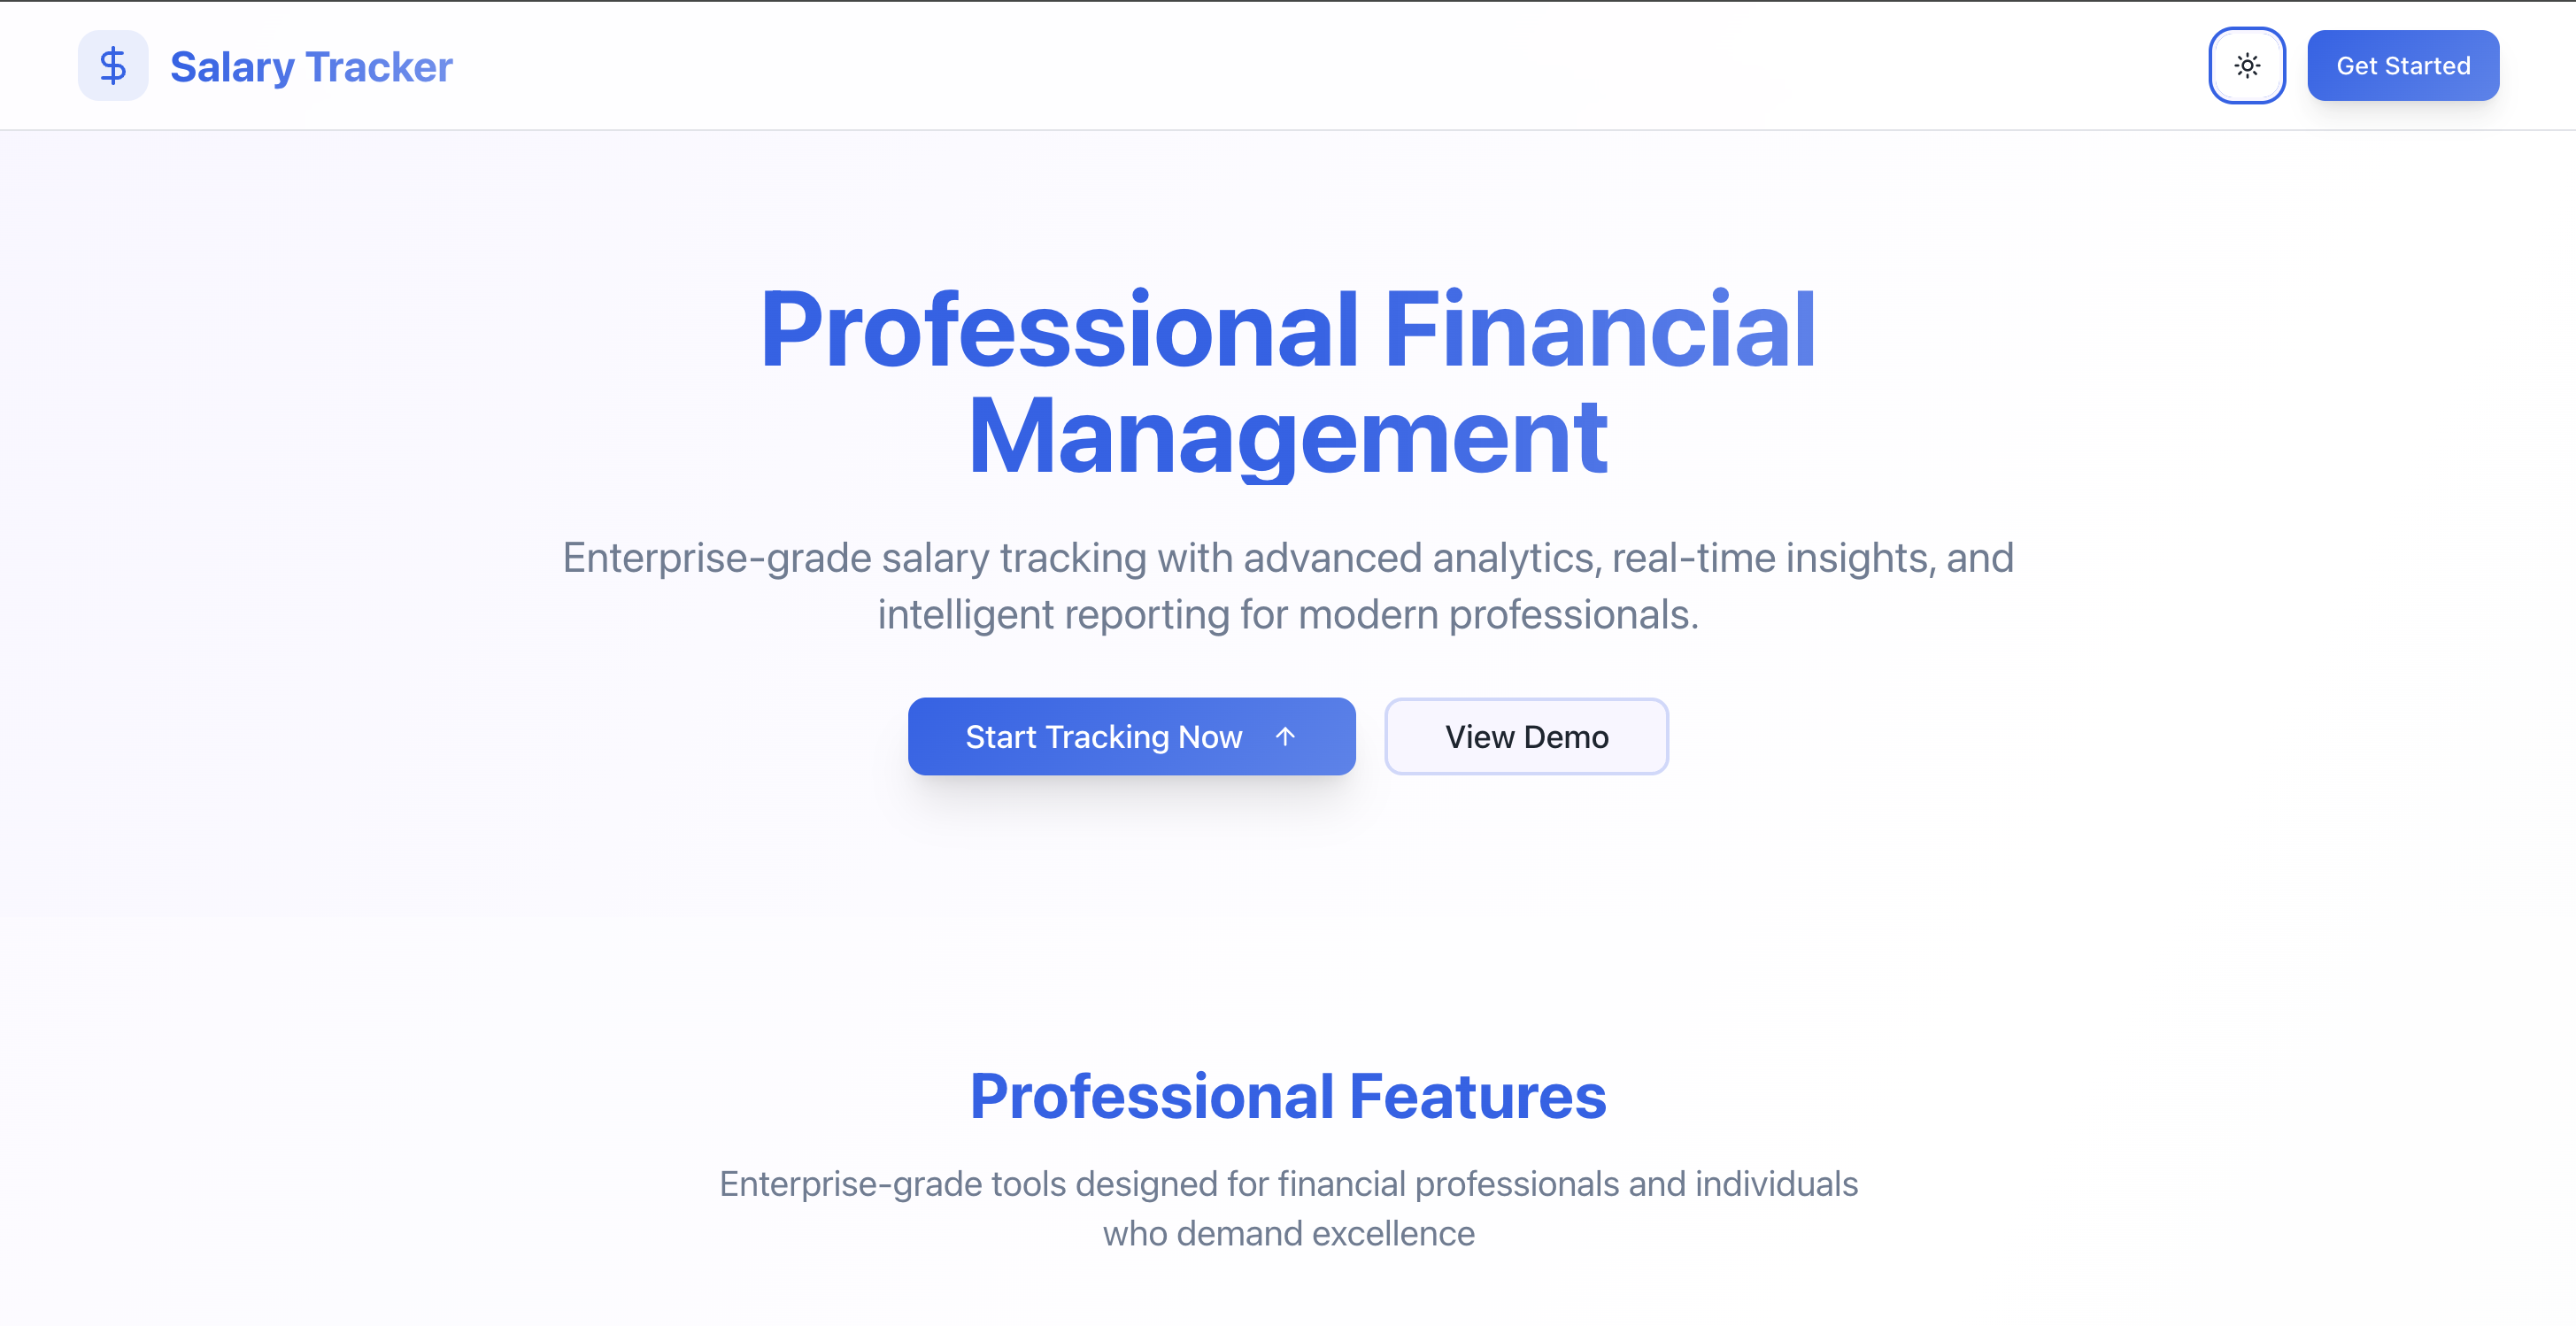 Salary Tracker
Get Started
Professional Financial
Management
Enterprise-grade salary tracking with advanced analytics, real-time insights, and
intelligent reporting for modern professionals.
Start Tracking Now
View Demo
Professional Features
Enterprise-grade tools designed for financial professionals and individuals
who demand excellence